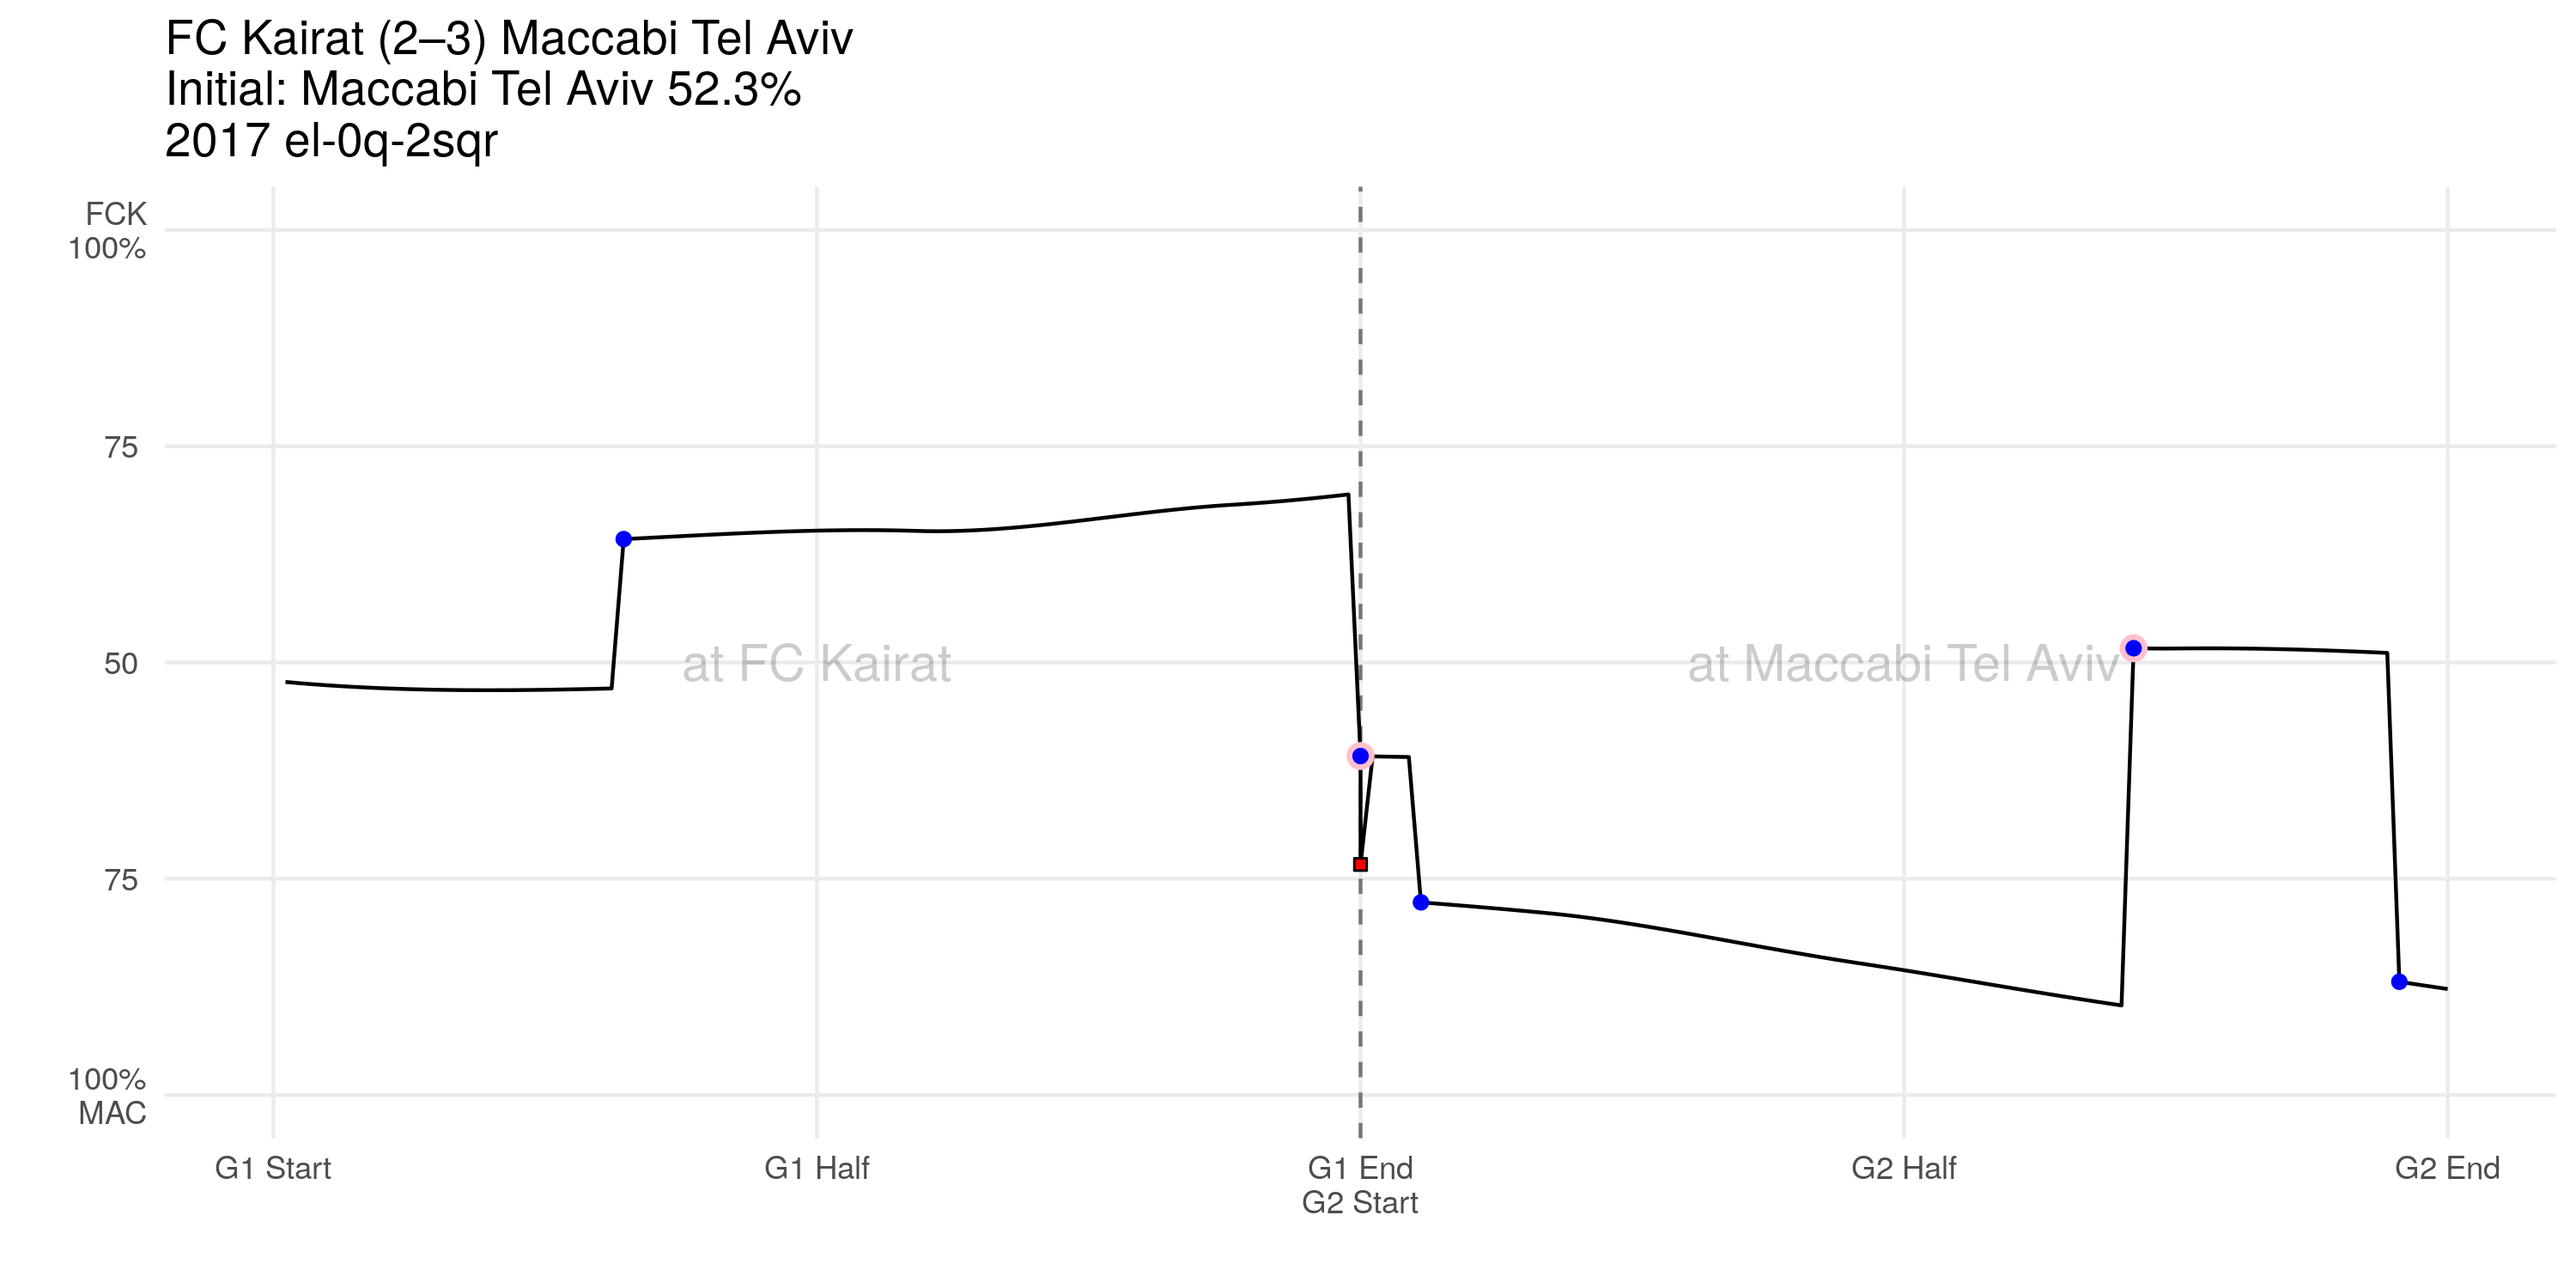 FC Kairat (2–3) Maccabi Tel Aviv
Initial: Maccabi Tel Aviv 52.3%
2017 el-0q-2sqr
FCK
100%
75
50
75
100%
MAC
at FC Kairat
at Maccabi Tel Aviv
G1 Start
G1 Half
G1 End
G2 Start
G2 Half
G2 End